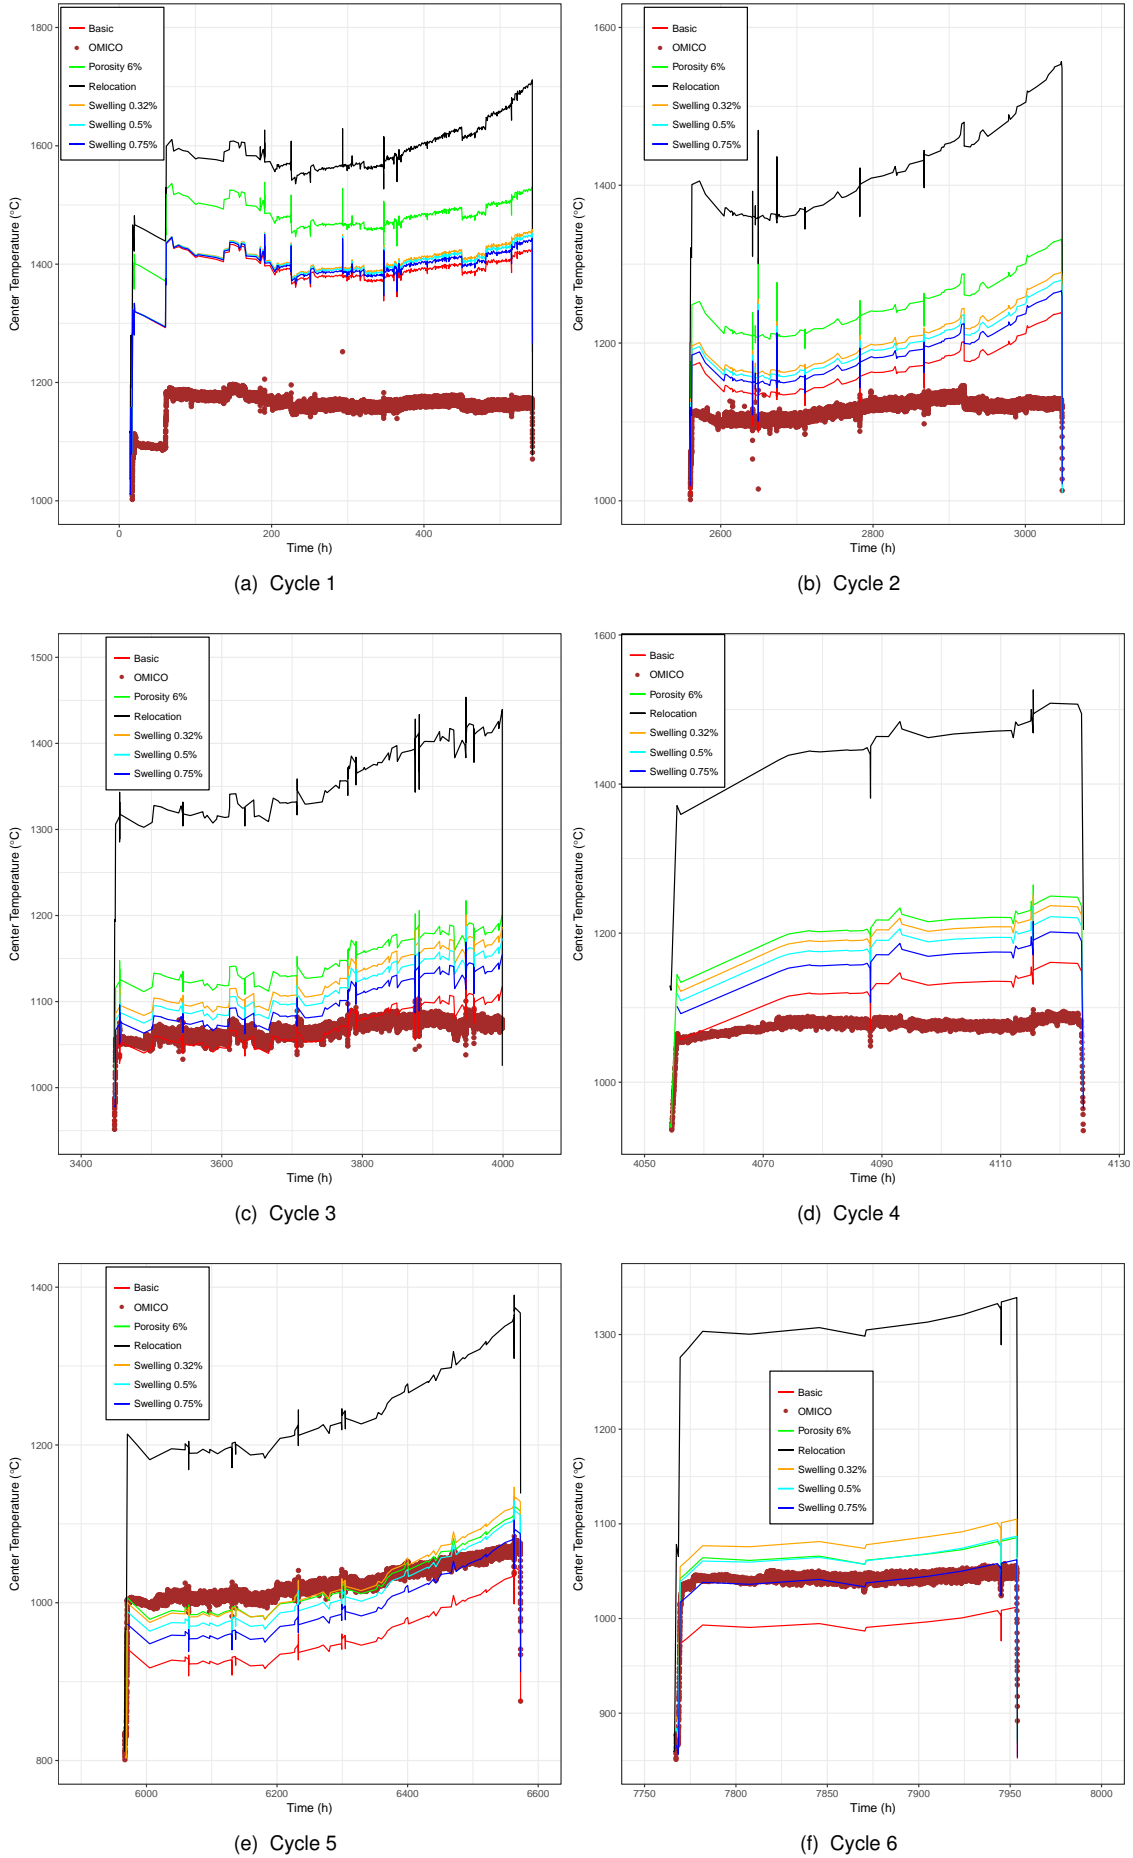 1800
1600
1400
1200
1000
Center Temperature (°C)
Basic
OMICO
Porosity 6%
Relocation
Swelling 0.32%
Swelling 0.5%
Swelling 0.75%
0
200
400
Time (h)
(a) Cycle 1
1600
1400
1200
1000
Center Temperature (°C)
Basic
OMICO
Porosity 6%
Relocation
Swelling 0.32%
Swelling 0.5%
Swelling 0.75%
2600
2800
3000
Time (h)
(b) Cycle 2
1500
1400
1300
1200
1100
1000
Center Temperature (°C)
Basic
OMICO
Porosity 6%
Relocation
Swelling 0.32%
Swelling 0.5%
Swelling 0.75%
3400
3600
3800
4000
Time (h)
(c) Cycle 3
1600
1400
1200
1000
Center Temperature (°C)
Basic
OMICO
Porosity 6%
Relocation
Swelling 0.32%
Swelling 0.5%
Swelling 0.75%
4050
4070
4090
4110
4130
Time (h)
(d) Cycle 4
1400
1200
1000
800
Center Temperature (°C)
Basic
OMICO
Porosity 6%
Relocation
Swelling 0.32%
Swelling 0.5%
Swelling 0.75%
6000
6200
6400
6600
Time (h)
(e) Cycle 5
1300
1200
1100
1000
900
Center Temperature (°C)
Basic
OMICO
Porosity 6%
Relocation
Swelling 0.32%
Swelling 0.5%
Swelling 0.75%
7750
7800
7850
7900
7950
8000
Time (h)
(f) Cycle 6